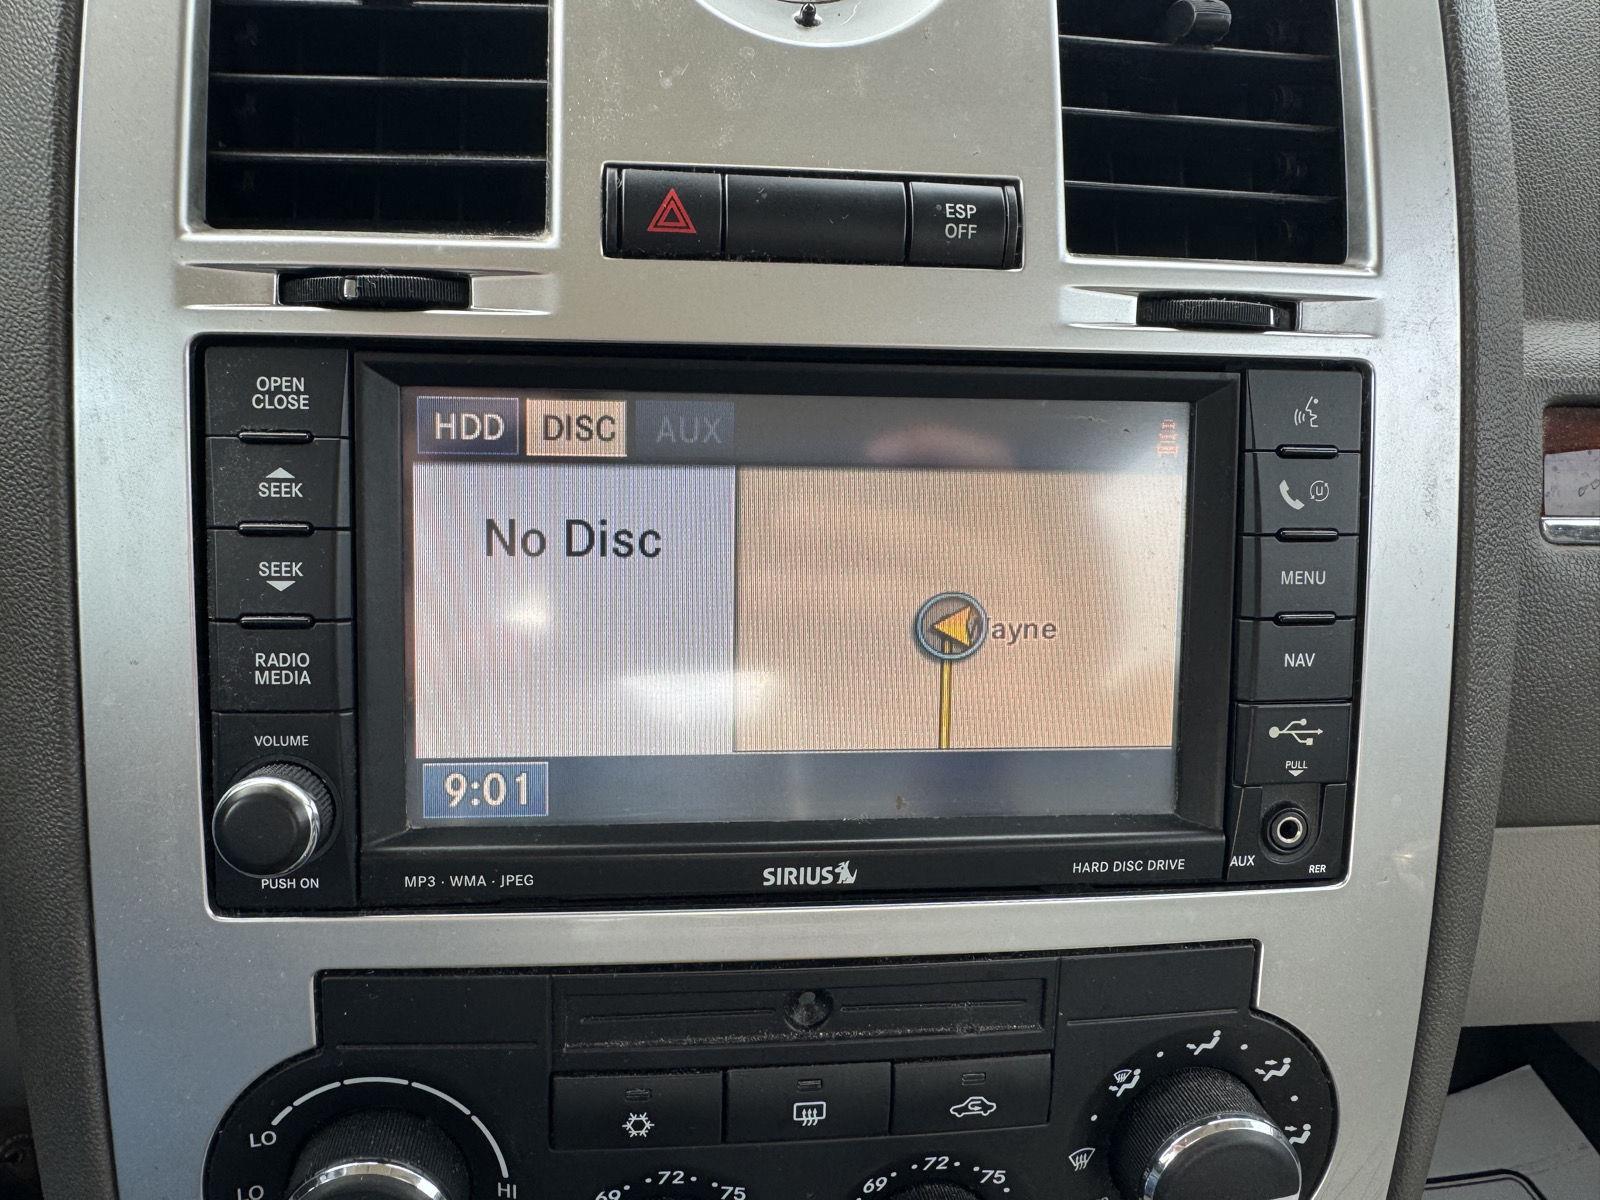 ESP
OFF
OPEN
CLOSE
SEEK
SEEK
RADIO
MEDIA
VOLUME
PUSH ON
HDD DISC AUX
No Disc
ayne
9:01
MP3 · WMA · JPEG
SIRIUS
HARD DISC DRIVE
U
MENU
NAV
PULL
AUX
RER
LO
LO
HI
69 · 72 · 75
69 · 72 · 75